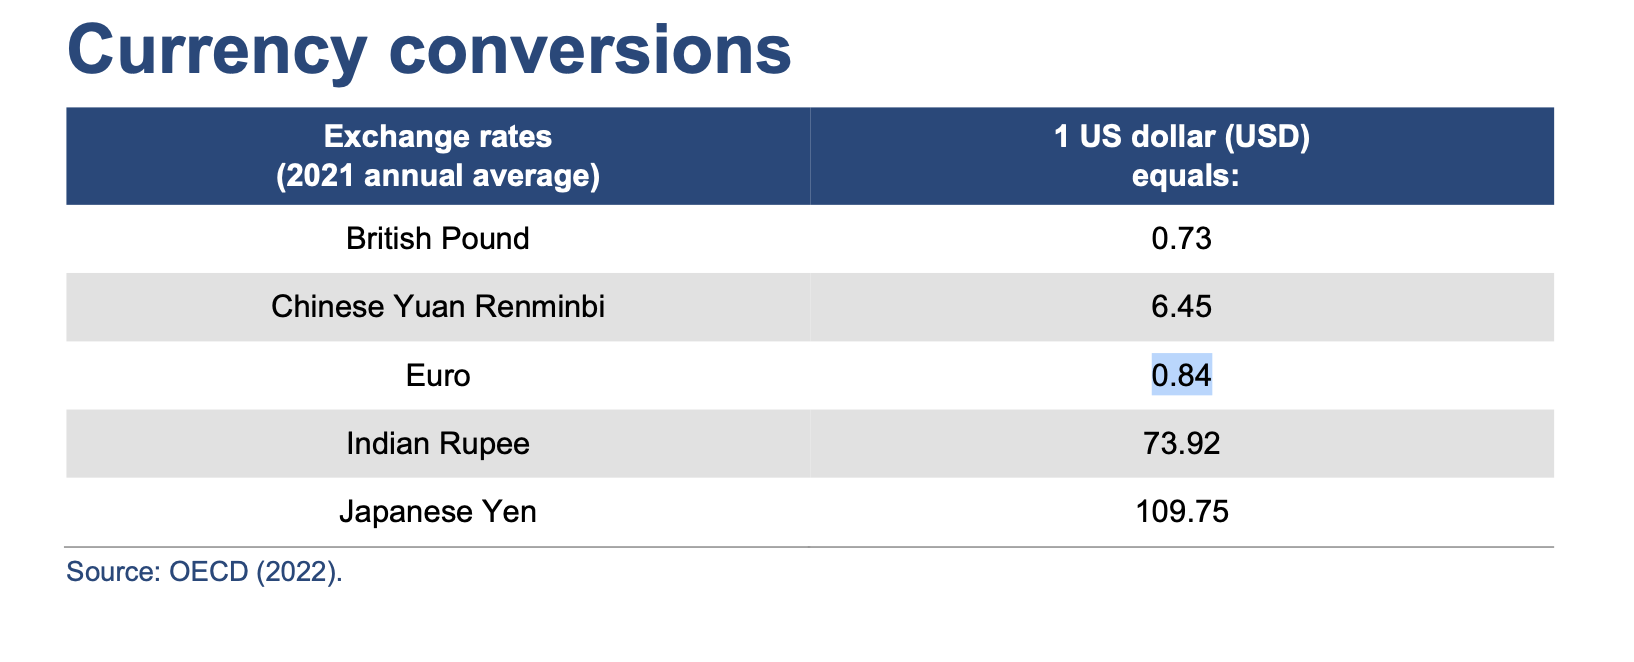 Currency conversions
Exchange rates
(2021 annual average)
1 US dollar (USD)
equals:
British Pound 0.73
Chinese Yuan Renminbi 6.45
Euro 0.84
Indian Rupee 73.92
Japanese Yen 109.75
Source: OECD (2022).